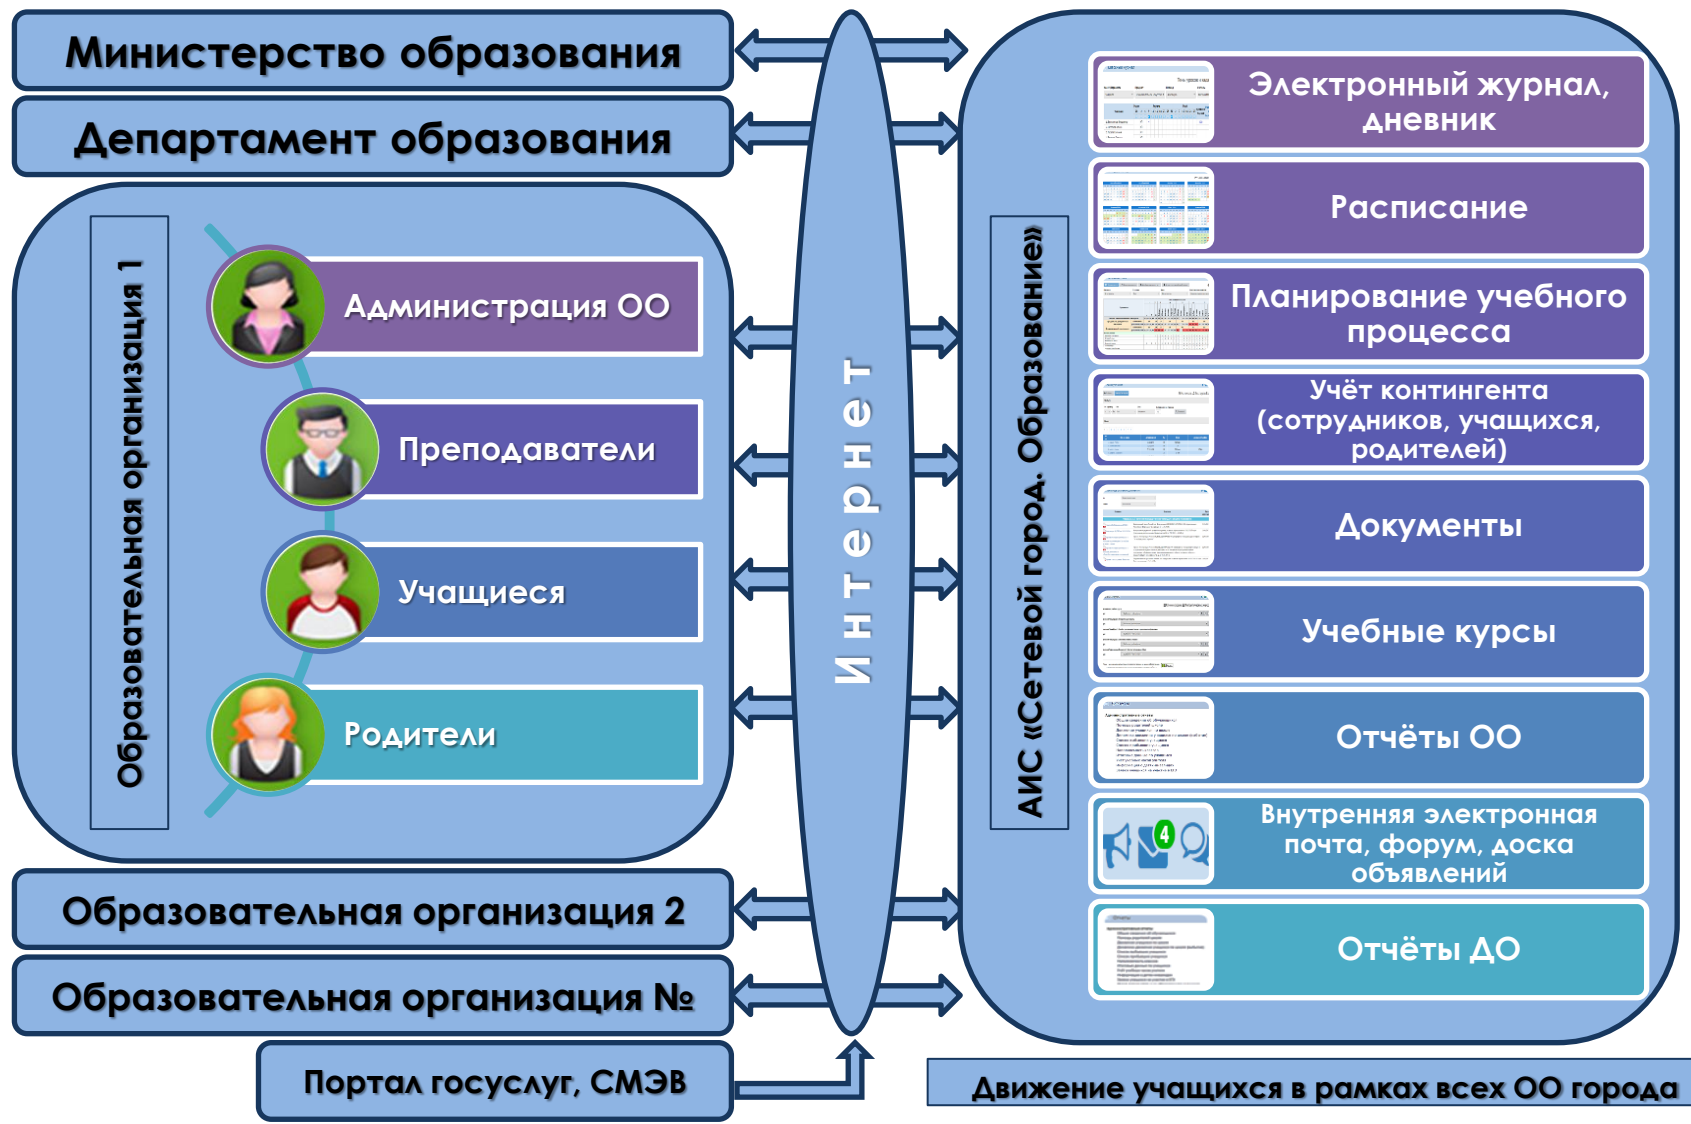 Министерство образования
Департамент образования
Образовательная организация 1
Администрация ОО
Преподаватели
Учащиеся
Родители
Образовательная организация 2
Образовательная организация №
Портал госуслуг, СМЭВ
Интернет
АИС «Сетевой город. Образование»
Электронный журнал,
дневник
Расписание
Планирование учебного
процесса
Учёт контингента
(сотрудников, учащихся,
родителей)
Документы
Учебные курсы
Отчёты ОО
4
Внутренняя электронная
почта, форум, доска
объявлений
Отчёты ДО
Движение учащихся в рамках всех ОО города